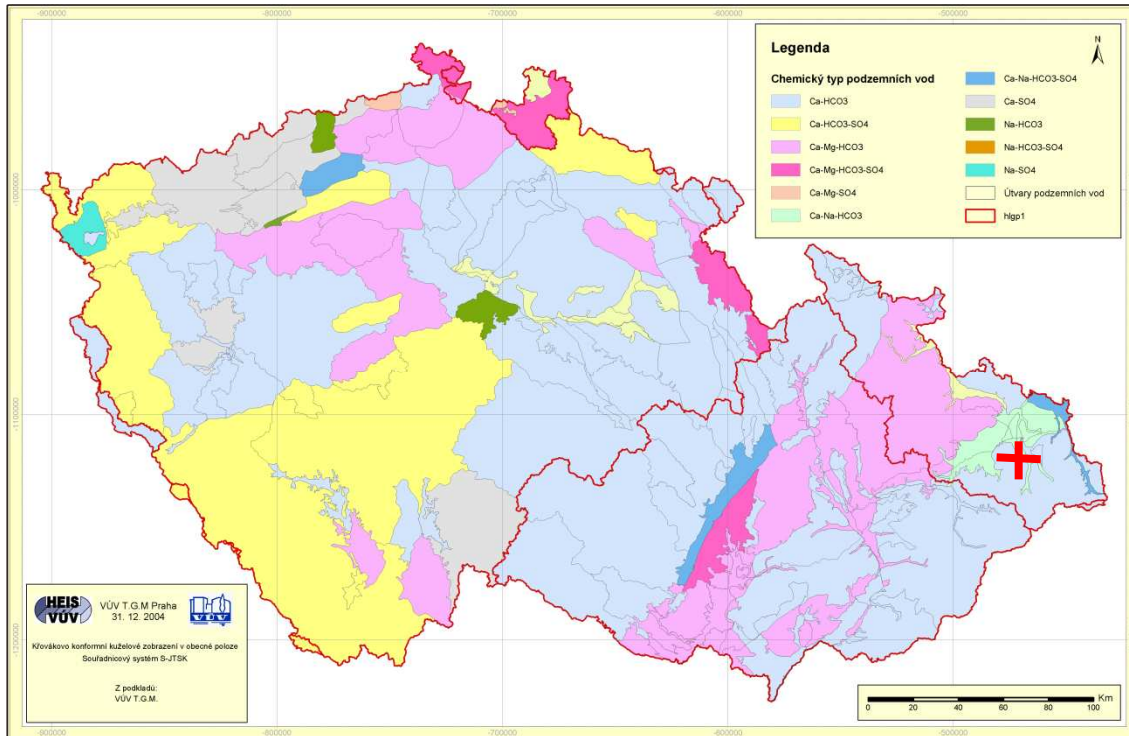 -800000
-800000
-700000
-600000
-500000
Legenda
N
Chemický typ podzemních vod
Ca-HCO3
Ca-HCO3-SO4
Ca-Mg-HCO3
Ca-Mg-HCO3-SO4
Ca-Mg-SO4
Ca-Na-HCO3
Ca-Na-HCO3-SO4
Ca-SO4
Na-HCO3
Na-HCO3-SO4
Na-SO4
Útvary podzemních vod
hlgp1
-1000000
-1000000
-1100000
-1100000
-1200000
-1200000
HEIS
VÚV
VÚV T.G.M Praha
31. 12. 2004
VÚV
Křovákovo konformní kuželové zobrazení v obecné poloze
Souřadnicový systém S-JTSK
Z podkladů:
VÚV T.G.M.
Km
0 20 40 60 80 100
-900000
-800000
-700000
-600000
-500000